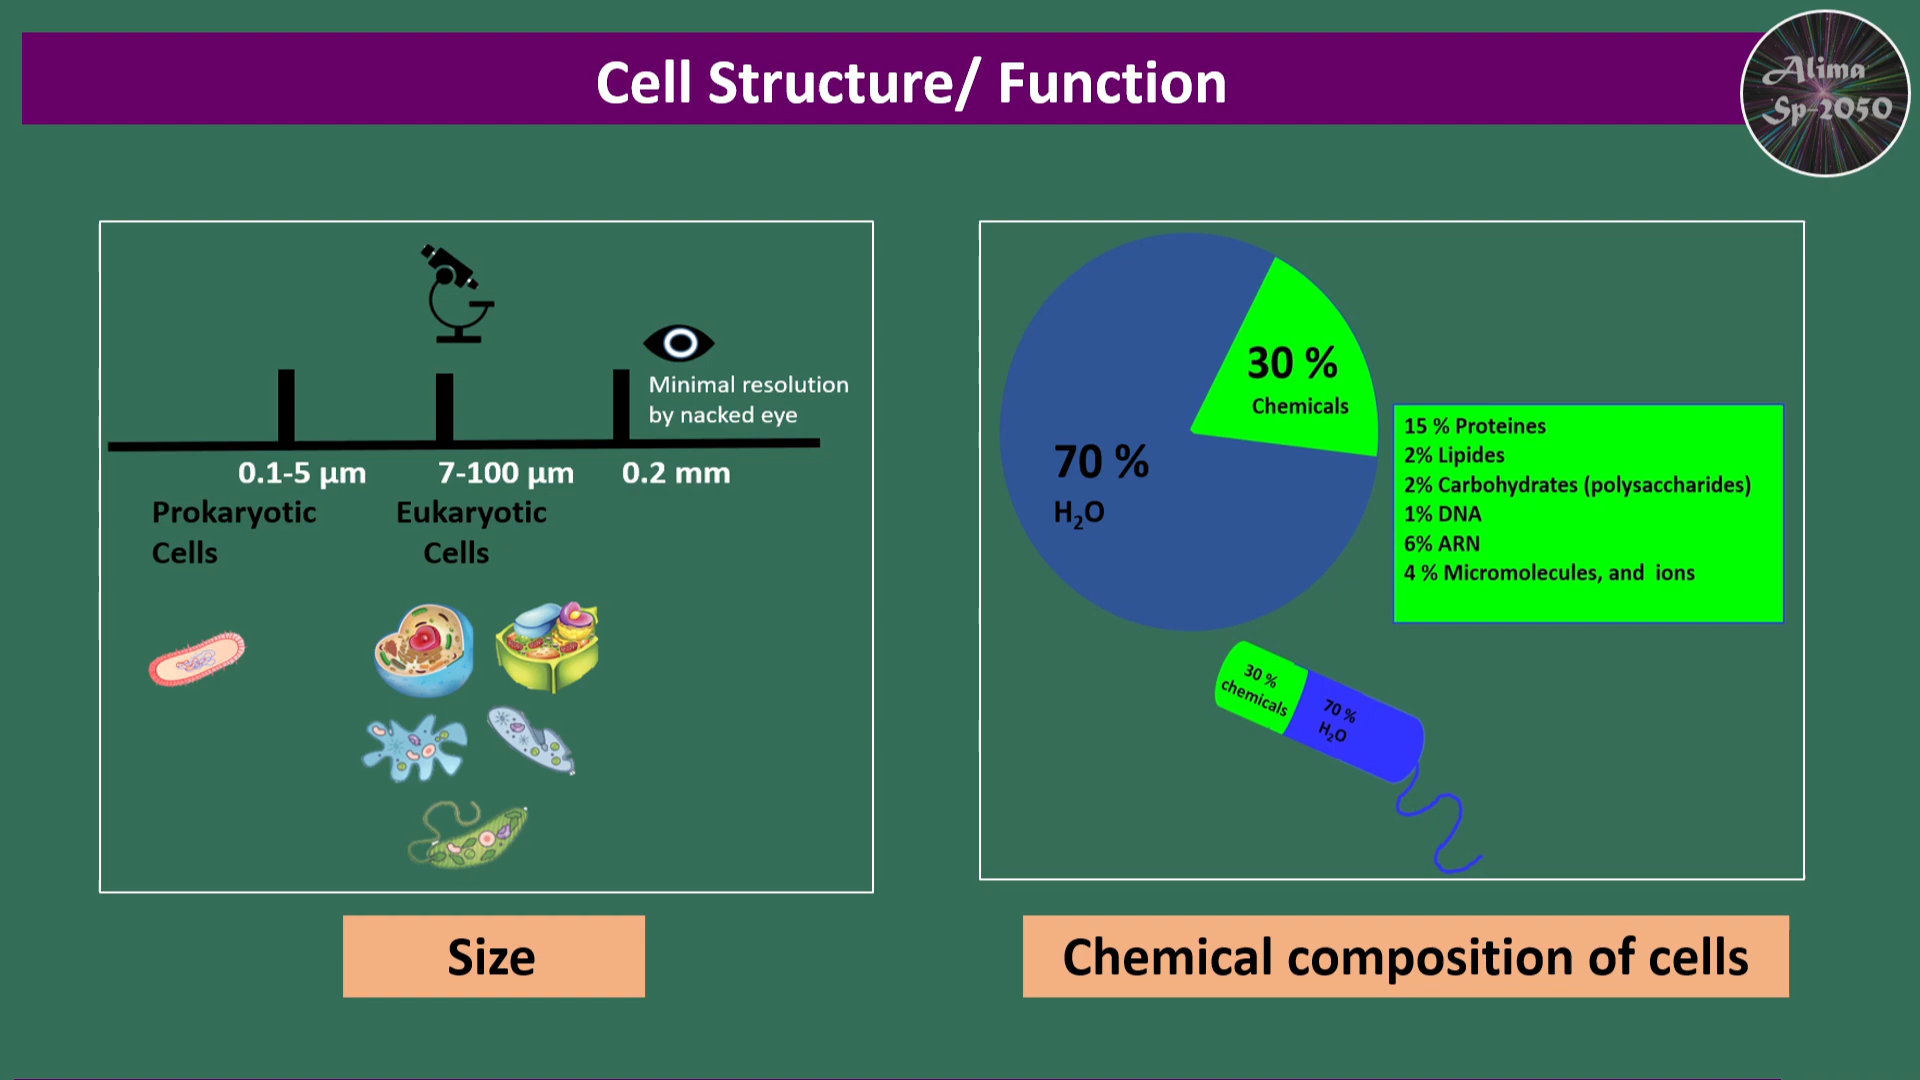 Cell Structure/ Function
Alima
Sp-2050
Minimal resolution
by nacked eye
0.1-5 µm 7-100 µm 0.2 mm
Prokaryotic
Cells
Eukaryotic
Cells
Size
30 %
Chemicals
70 %
H₂O
15 % Proteines
2% Lipides
2% Carbohydrates (polysaccharides)
1% DNA
6% ARN
4 % Micromolecules, and ions
30 %
chemicals
70 %
H₂O
Chemical composition of cells